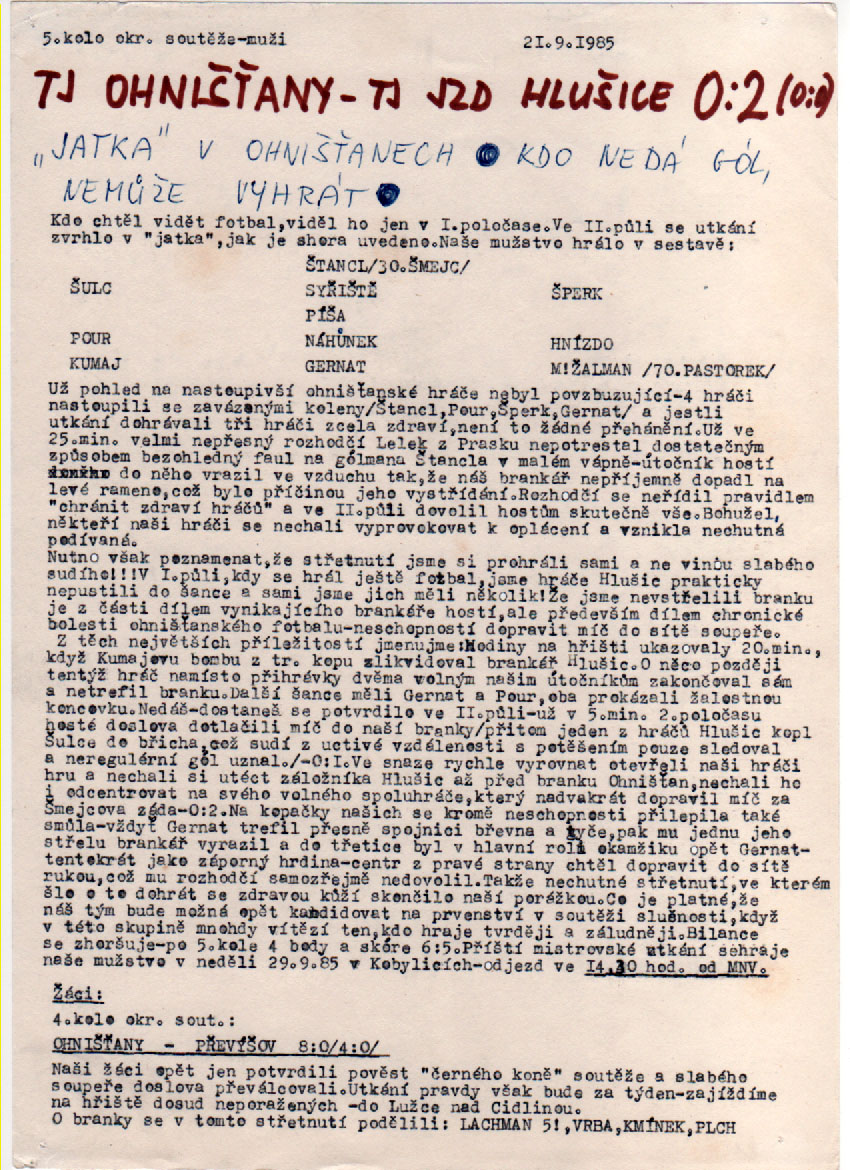 5.kolo okr. soutěže-muži 21.9.1985
TJ OHNIŠŤANY - TJ JZD HLUŠICE 0:2 (0:0)
„JATKA" V OHNIŠŤANECH ● KDO NEDÁ GÓL,
NEMŮŽE VYHRÁT ●
Kdo chtěl vidět fotbal,viděl ho jen v I.poločase.Ve II.půli se utkání
zvrhlo v "jatka",jak je shora uvedeno.Naše mužstvo hrálo v sestavě:
ŠTANCL/30.ŠMEJC/
ŠULC SYŘIŠTĚ ŠPERK
PÍŠA
POUR NÁHŮNEK HNÍZDO
KUMAJ GERNAT M!ŽALMAN /70.PASTOREK/
Už pohled na nastoupivší ohnišťanské hráče nebyl povzbuzující-4 hráči
nastoupili se zavázenými koleny/Štancl,Pour,Šperk,Gernat/ a jestli
utkání dohrávali tři hráči zcela zdraví,není to žádné přehánění.Už ve
25.min. velmi nepřesný rozhodčí Lelek z Prasku nepotrestal dostatečným
způsobem bezohledný faul na gólmana Štancla v malém vápně-útočník hostí
do něho vrazil ve vzduchu tak,že náš brankář nepříjemně dopadl na
levé rameno,což bylo příčinou jeho vystřídání.Rozhodčí se neřídil pravidlem
"chránit zdraví hráčů" a ve II.půli dovolil hostům skutečně vše.Bohužel,
někteří naši hráči se nechali vyprovokovat k oplácení a vznikla nechutná
podívaná.
Nutno však poznamenat,že střetnutí jsme si prohráli sami a ne vinou slabého
sudího!!!V I.půli,kdy se hrál ještě fotbal,jsme hráče Hlušic prakticky
nepustili do šance a sami jsme jich měli několik!Že jsme nevstřelili branku
je z části dílem vynikajícího brankáře hostí,ale především dílem chronické
bolesti ohnišťanského fotbalu-neschopností dopravit míč do sítě soupeře.
Z těch největších příležitostí jmenujme:Hodiny na hřišti ukazovaly 20.min.,
když Kumajovu bombu z tr. kopu zlikvidoval brankář Hlušic.O něco později
tentýž hráč namísto přihrávky dvěma volným našim útočníkům zakončoval sám
a netrefil branku.Další šance měli Gernat a Pour,oba prokázali žalostnou
koncovku.Nedáš-dostaneš se potvrdilo ve II.půli-už v 5.min. 2.poločasu
hosté doslova dotlačili míč do naší branky/přitom jeden z hráčů Hlušic kopl
Šulce do břicha,což sudí z uctivé vzdálenosti s potěšením pouze sledoval
a neregulární gól uznal./-0:I.Ve snaze rychle vyrovnat otevřeli naši hráči
hru a nechali si utéct záložníka Hlušic až před branku Ohnišťan,nechali ho
i odcentrovat na svého volného spoluhráče,který nadvakrát dopravil míč za
Šmejcova záda-0:2.Na kopačky našich se kromě neschopnosti přilepila také
smůla-vždyť Gernat trefil přesně spojnici břevna a tyče,pak mu jednu jeho
střelu brankář vyrazil a do třetice byl v hlavní roli okamžiku opět Gernat-
tentokrát jako záporný hrdina-centr z pravé strany chtěl dopravit do sítě
rukou,což mu rozhodčí samozřejmě nedovolil.Takže nechutné střetnutí,ve kterém
šlo o to dohrát se zdravou kůží skončilo naší porážkou.Co je platné,že
náš tým bude možná opět kandidovat na prvenství v soutěži slušnosti,když
v této skupině mnohdy vítězí ten,kdo hraje tvrději a záludněji.Bilance
se zhoršuje-po 5.kole 4 body a skóre 6:5.Příští mistrovské utkání sehraje
naše mužstvo v neděli 29.9.85 v Kobylicích-odjezd ve 14.30 hod. od MNV.
Žáci:
4.kolo okr. sout.:
OHNIŠŤANY - PŘEVÝŠOV 8:0/4:0/
Naši žáci opět jen potvrdili pověst "černého koně" soutěže a slabého
soupeře doslova převálcovali.Utkání pravdy však bude za týden-zajíždíme
na hřiště dosud neporažených -do Lužce nad Cidlinou.
O branky se v tomto střetnutí podělili: LACHMAN 5!,VRBA,KMÍNEK,PLCH